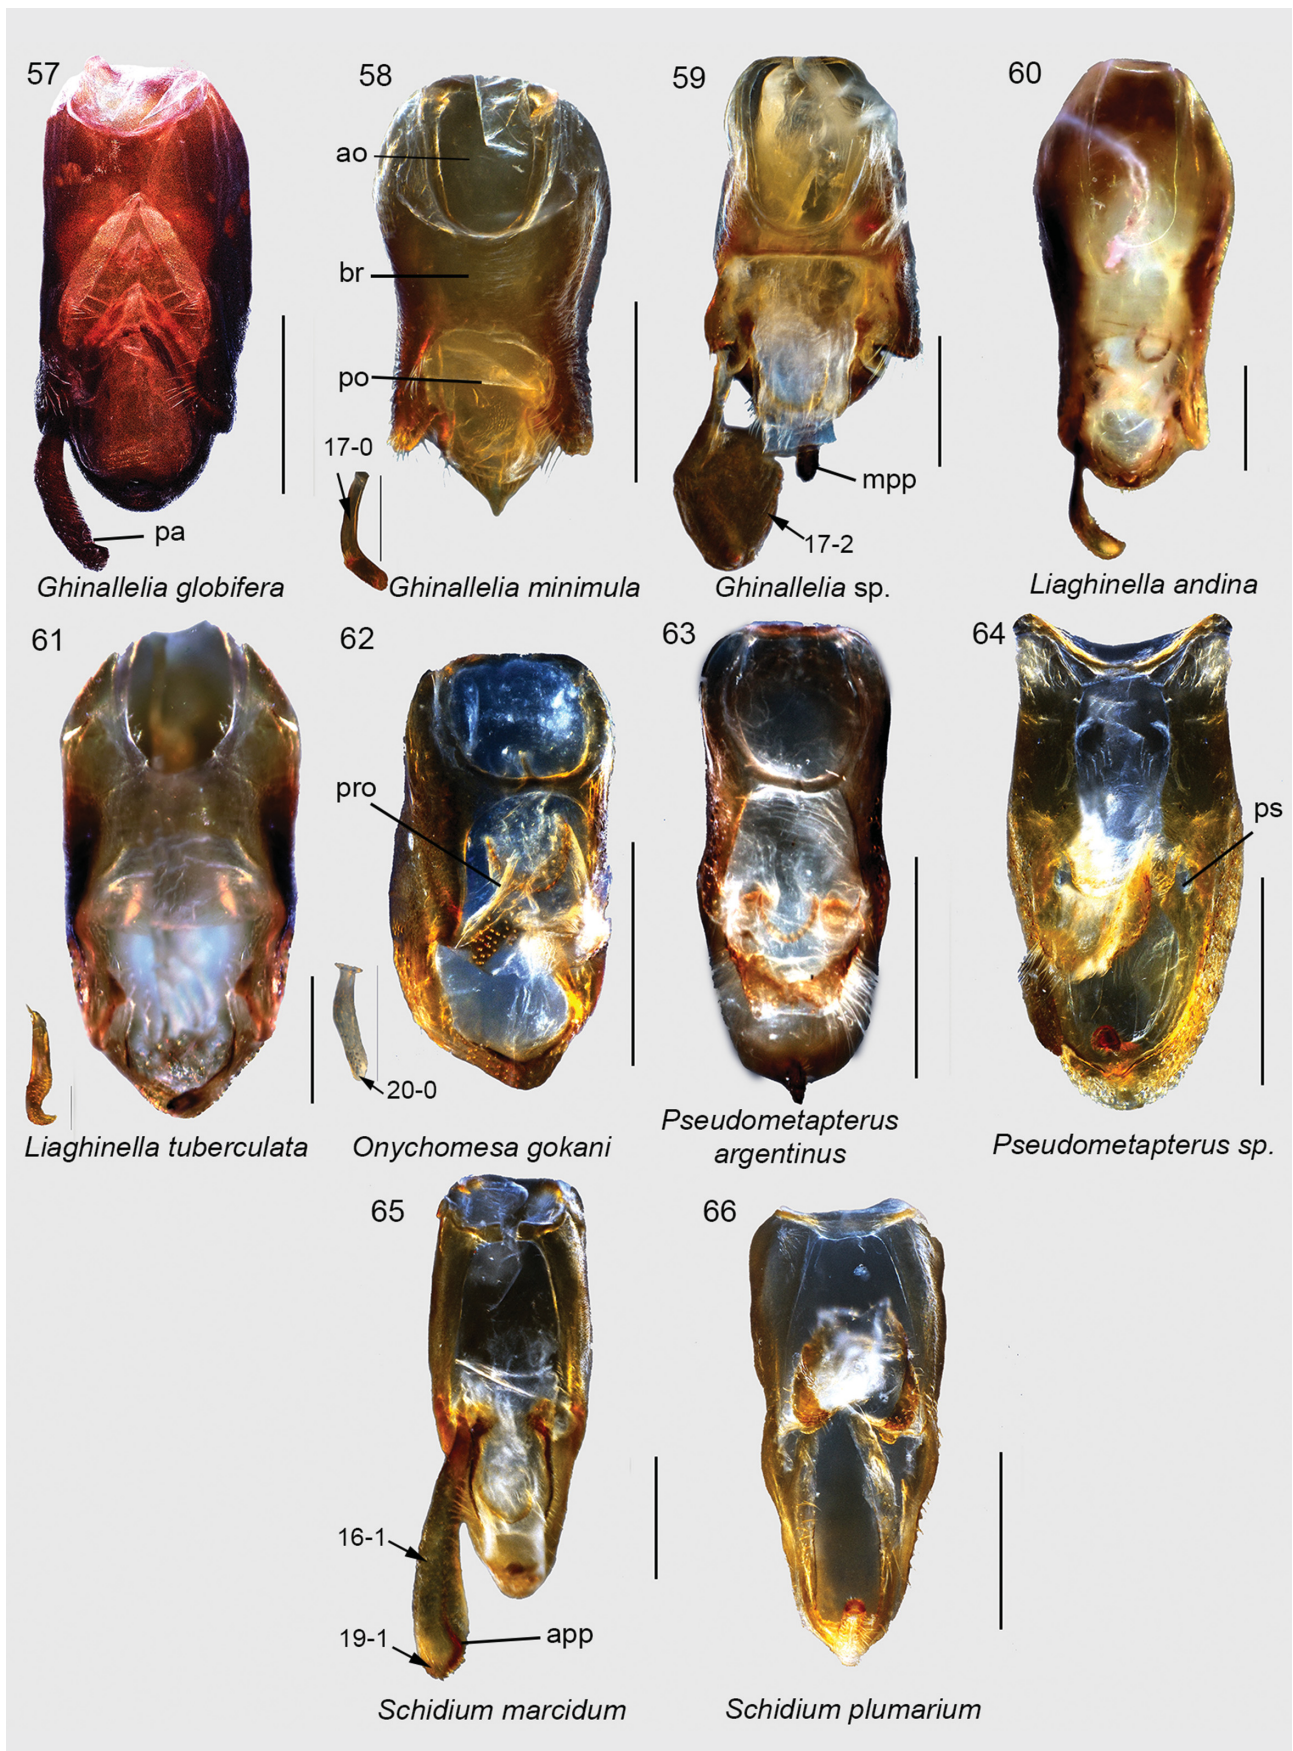 57
58
59
60
ao
br
po
17-0
mpp
17-2
pa
Ghinallelia globifera
Ghinallelia minimula
Ghinallelia sp.
Liaghinella andina
61
62
63
64
pro
ps
20-0
Liaghinella tuberculata
Onychomesa gokani
Pseudometapterus
argentinus
Pseudometapterus sp.
65
66
16-1
19-1
app
Schidium marcidum
Schidium plumarium